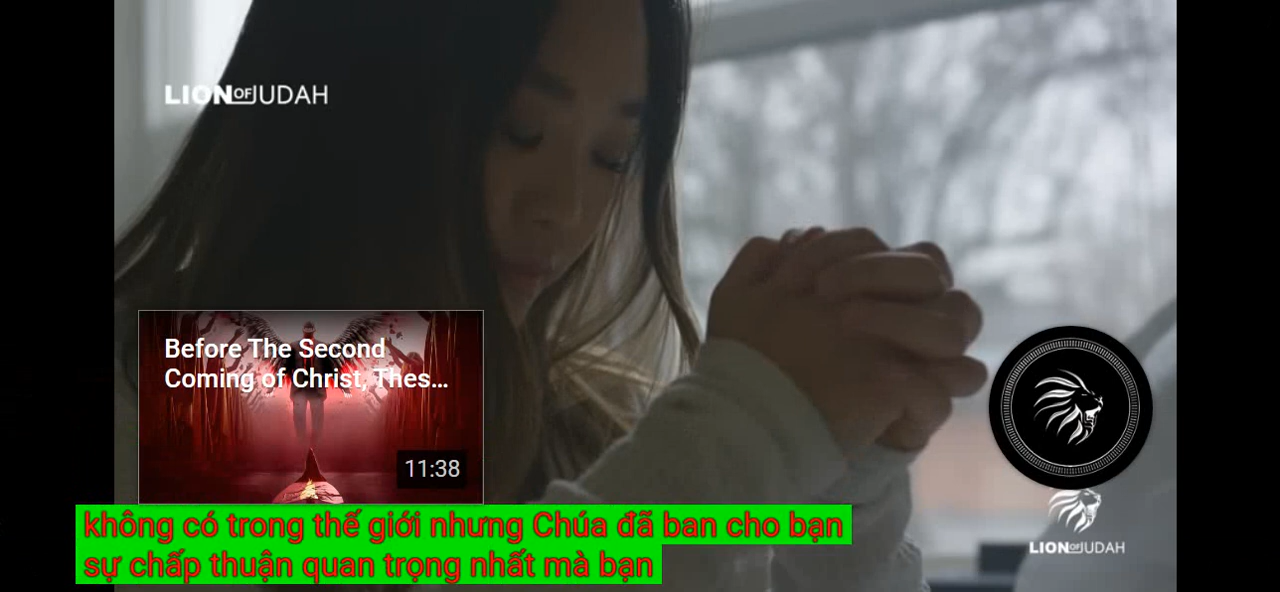 LION OF JUDAH
Before The Second
Coming of Christ, Thes...
11:38
không có trong thế giới nhưng Chúa đã ban cho bạn
sự chấp thuận quan trọng nhất mà bạn
LION OF JUDAH